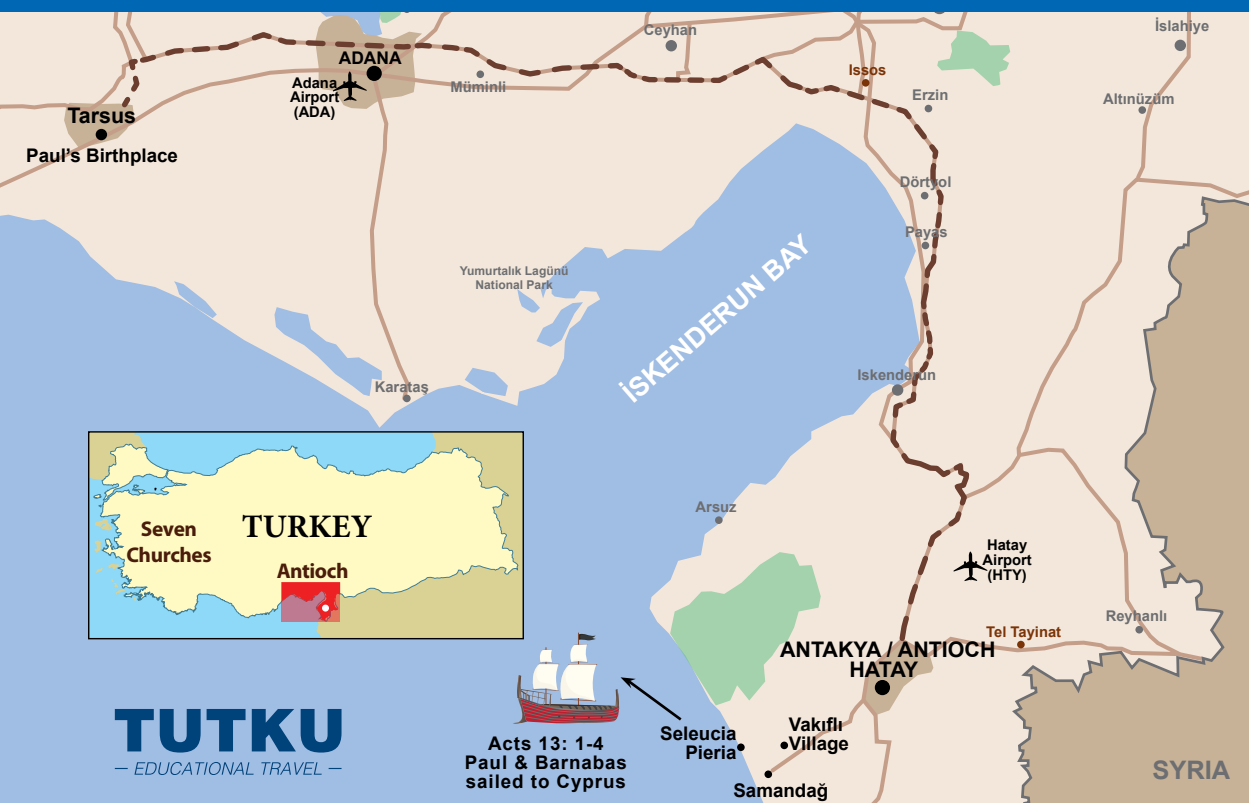 Ceyhan
İslahiye
ADANA
Adana
Airport
(ADA)
Müminli
Issos
Erzin
Altınüzüm
Tarsus
Paul's Birthplace
Dörtyol
Payas
Yumurtalık Lagünü
National Park
İSKENDERUN BAY
Karataş
Iskenderun
Arsuz
Seven
Churches
TURKEY
Antioch
Hatay
Airport
(HTY)
Reyhanlı
Tel Tayinat
ANTAKYA / ANTIOCH
HATAY
TUTKU
– EDUCATIONAL TRAVEL –
Acts 13: 1-4
Paul & Barnabas
sailed to Cyprus
Seleucia
Pieria
Vakıflı
Village
Samandağ
SYRIA